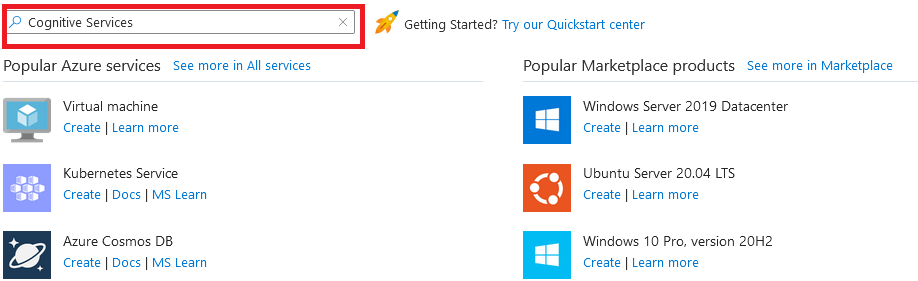 Cognitive Services
Getting Started? Try our Quickstart center
Popular Azure services See more in All services
Virtual machine
Create | Learn more
Kubernetes Service
Create | Docs | MS Learn
Azure Cosmos DB
Create | Docs | MS Learn
Popular Marketplace products See more in Marketplace
Windows Server 2019 Datacenter
Create | Learn more
Ubuntu Server 20.04 LTS
Create | Learn more
Windows 10 Pro, version 20H2
Create | Learn more